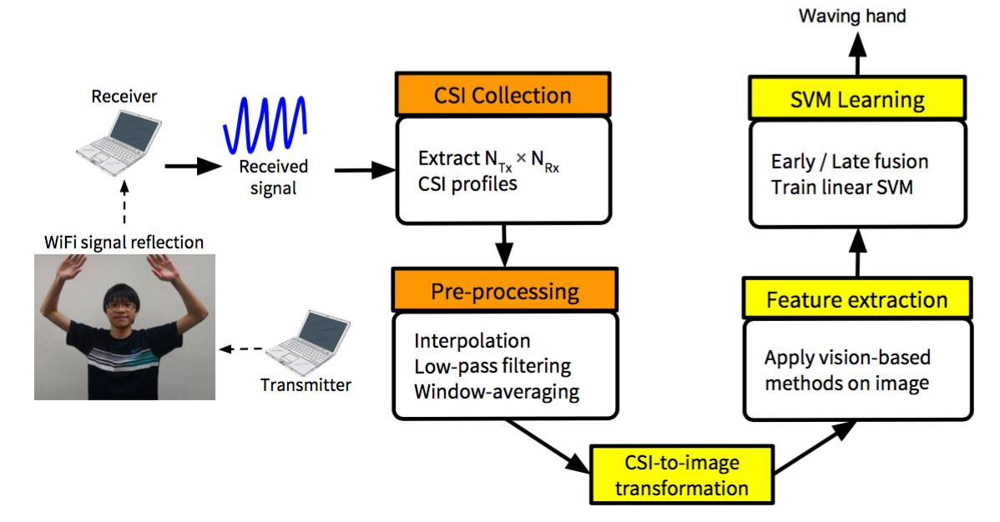 Receiver
Received
signal
WiFi signal reflection
Transmitter
CSI Collection
Extract N_Tx × N_Rx
CSI profiles
Pre-processing
Interpolation
Low-pass filtering
Window-averaging
CSI-to-image
transformation
Feature extraction
Apply vision-based
methods on image
SVM Learning
Early / Late fusion
Train linear SVM
Waving hand